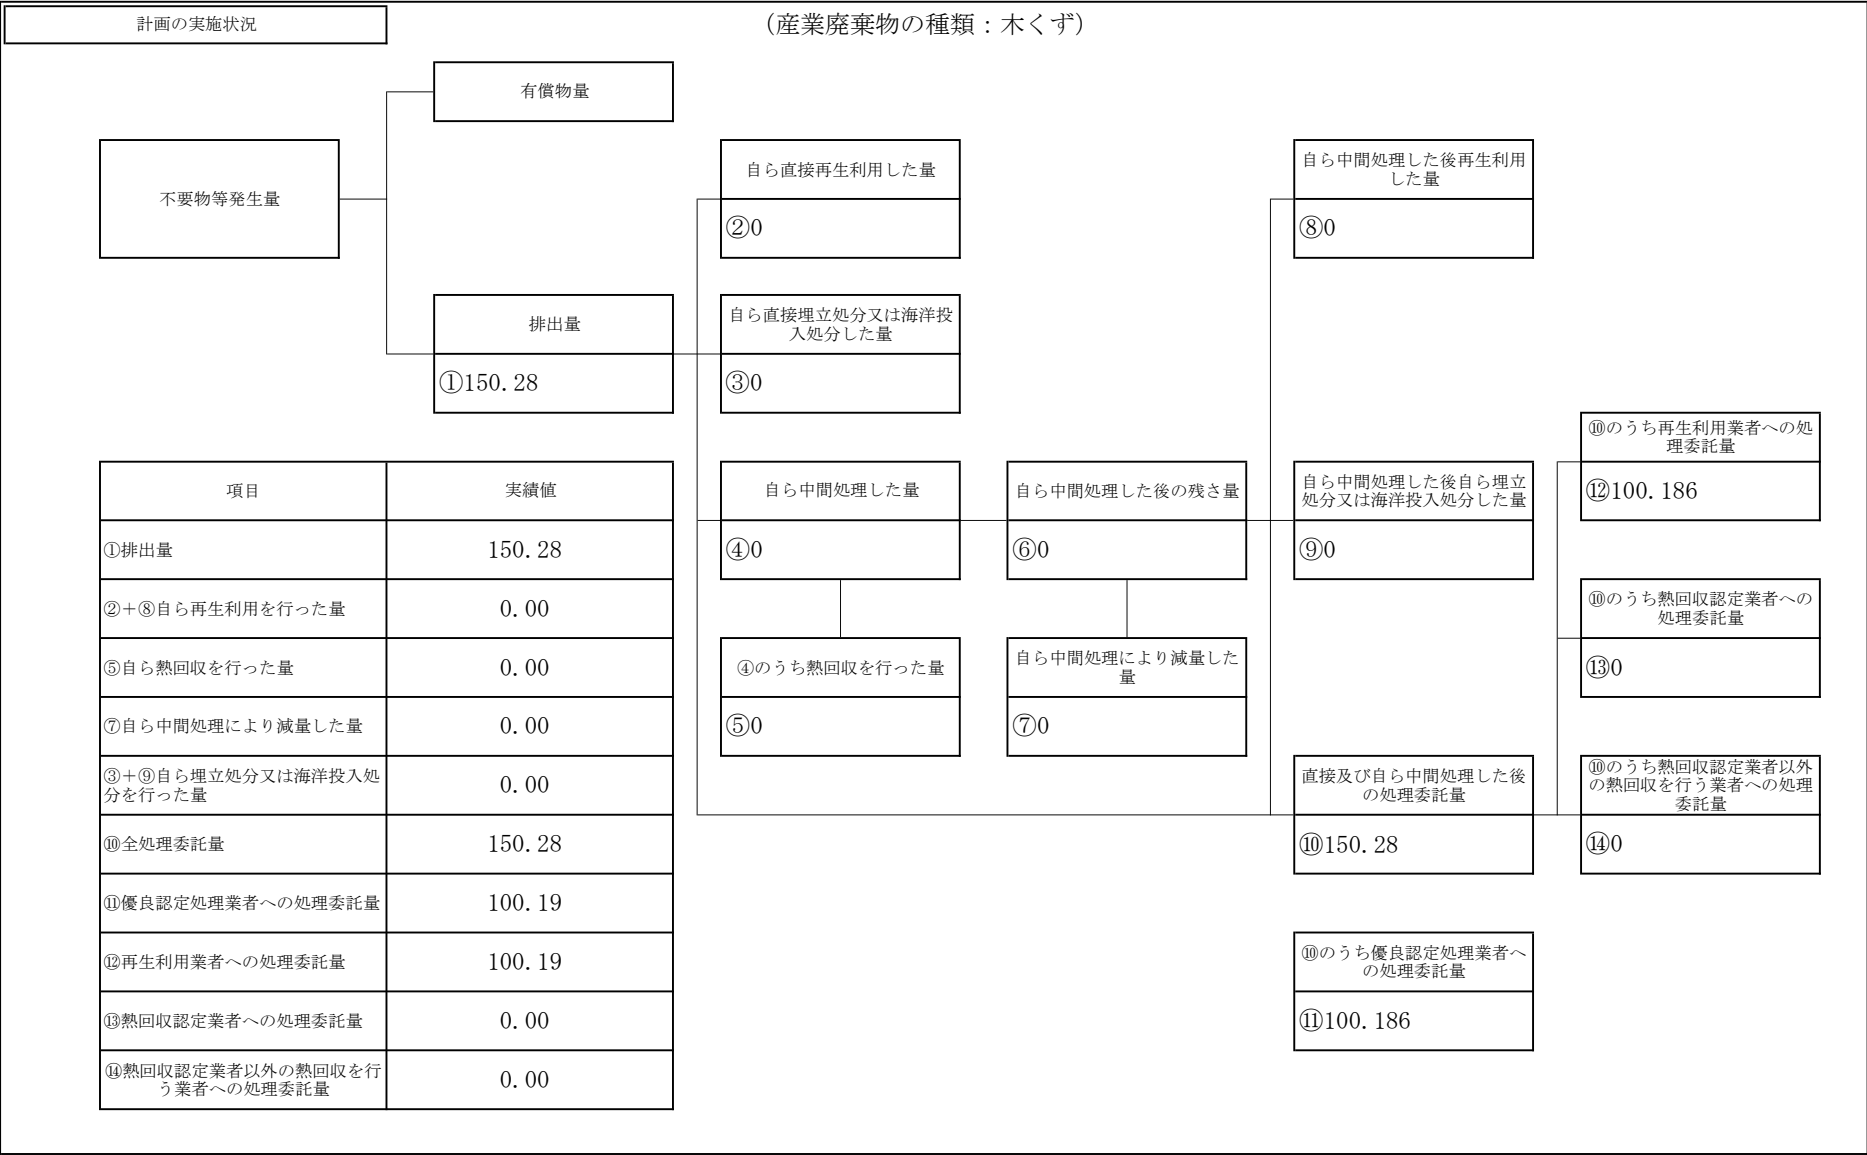 計画の実施状況
（産業廃棄物の種類：木くず）
有償物量
不要物等発生量
自ら直接再生利用した量
②0
自ら中間処理した後再生利用
した量
⑧0
排出量
①150.28
自ら直接埋立処分又は海洋投
入処分した量
③0
⑩のうち再生利用業者への処
理委託量
⑫100.186
自ら中間処理した量
④0
自ら中間処理した後の残さ量
⑥0
自ら中間処理した後自ら埋立
処分又は海洋投入処分した量
⑨0
⑩のうち熱回収認定業者への
処理委託量
⑬0
④のうち熱回収を行った量
⑤0
自ら中間処理により減量した
量
⑦0
直接及び自ら中間処理した後
の処理委託量
⑩150.28
⑩のうち熱回収認定業者以外
の熱回収を行う業者への処理
委託量
⑭0
⑩のうち優良認定処理業者へ
の処理委託量
⑪100.186
項目 実績値
①排出量 150.28
②＋⑧自ら再生利用を行った量 0.00
⑤自ら熱回収を行った量 0.00
⑦自ら中間処理により減量した量 0.00
③＋⑨自ら埋立処分又は海洋投入処
分を行った量 0.00
⑩全処理委託量 150.28
⑪優良認定処理業者への処理委託量 100.19
⑫再生利用業者への処理委託量 100.19
⑬熱回収認定業者への処理委託量 0.00
⑭熱回収認定業者以外の熱回収を行
う業者への処理委託量 0.00